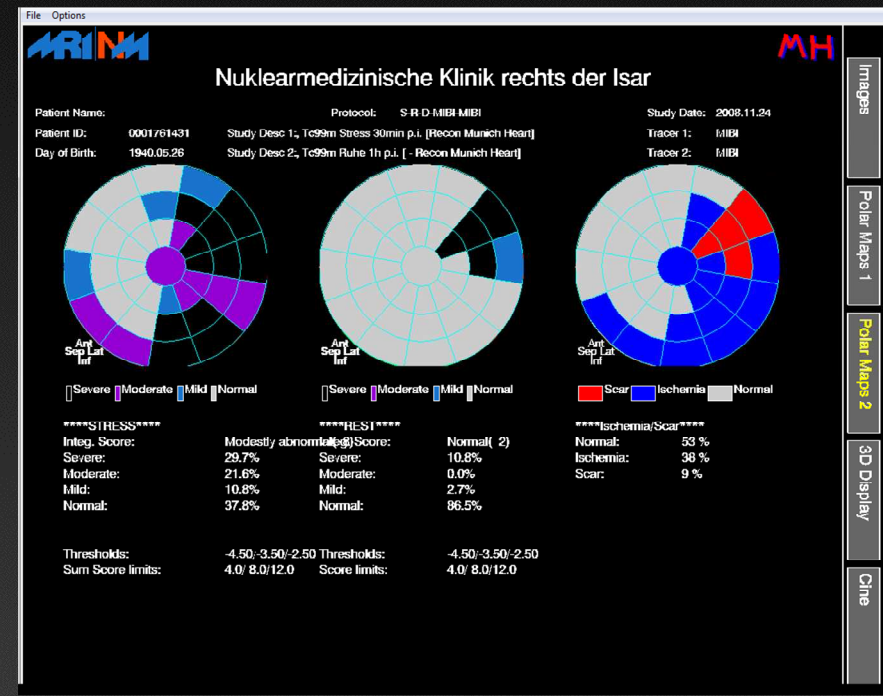 File Options
MRI NM
MH
Nuklearmedizinische Klinik rechts der Isar
Patient Name: Protocol: S-R-D-MIBI-MIBI Study Date: 2008.11.24
Patient ID: 0001761431 Study Desc 1:, Tc99m Stress 30min p.i. [Recon Munich Heart] Tracer 1: MIBI
Day of Birth: 1940.05.26 Study Desc 2:, Tc99m Ruhe 1h p.i. [ - Recon Munich Heart] Tracer 2: MIBI
Ant
Sep Lat
Inf
Ant
Sep Lat
Inf
Ant
Sep Lat
Inf
Severe Moderate Mild Normal
Severe Moderate Mild Normal
Scar Ischemia Normal
****STRESS**** ****REST**** ****Ischemia/Scar****
Integ. Score: Modestly abnormal Score: Normal( 2) Normal: 53 %
Severe: 29.7% Severe: 10.8% Ischemia: 38 %
Moderate: 21.6% Moderate: 0.0% Scar: 9 %
Mild: 10.8% Mild: 2.7%
Normal: 37.8% Normal: 86.5%
Thresholds: -4.50/-3.50/-2.50 Thresholds: -4.50/-3.50/-2.50
Sum Score limits: 4.0/ 8.0/12.0 Score limits: 4.0/ 8.0/12.0
Images
Polar Maps 1
Polar Maps 2
3D Display
Cine